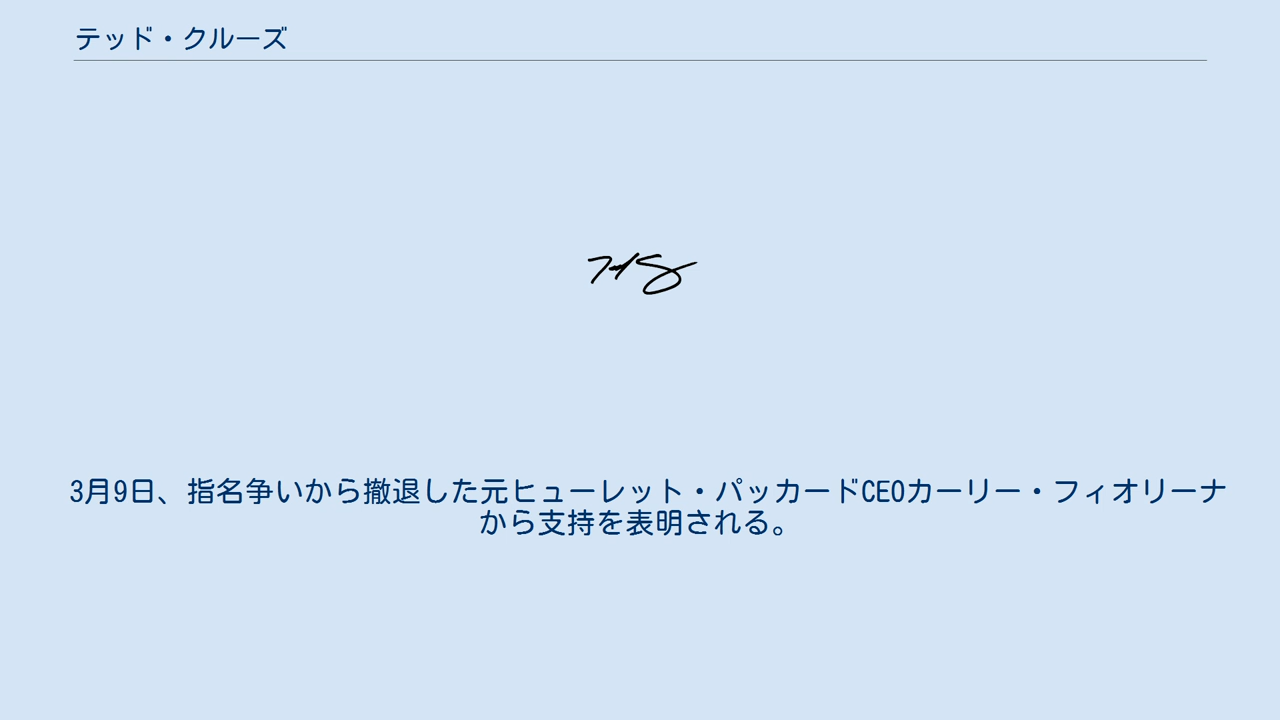 テッド・クルーズ
3月9日、指名争いから撤退した元ヒューレット・パッカードCEOカーリー・フィオリーナ
から支持を表明される。